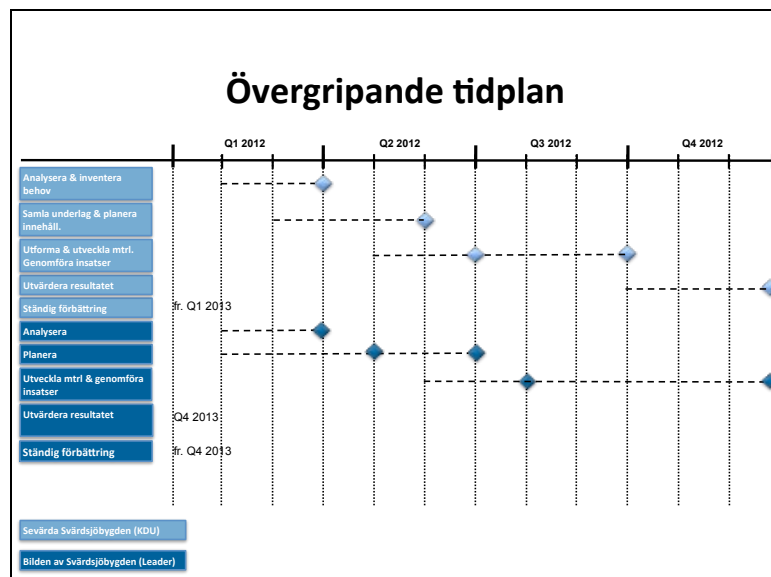 Övergripande tidplan
Q1 2012 Q2 2012 Q3 2012 Q4 2012
Analysera & inventera
behov
Samla underlag & planera
innehåll.
Utforma & utveckla mtrl.
Genomföra insatser
Utvärdera resultatet
Ständig förbättring fr. Q1 2013
Analysera
Planera
Utveckla mtrl & genomföra
insatser
Utvärdera resultatet Q4 2013
Ständig förbättring fr. Q4 2013
Sevärda Svärdsjöbygden (KDU)
Bilden av Svärdsjöbygden (Leader)